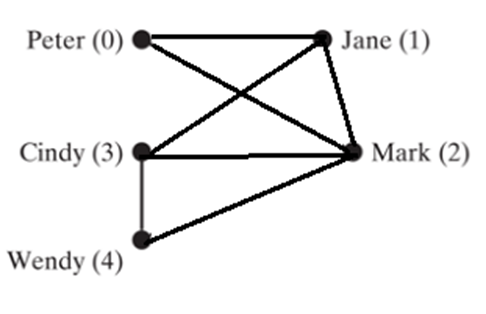 Peter (0)
Jane (1)
Cindy (3)
Mark (2)
Wendy (4)